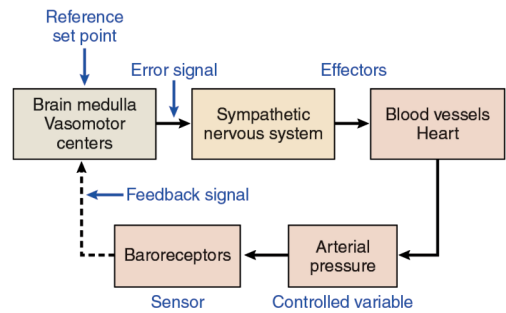 Reference
set point
Error signal
Effectors
Brain medulla
Vasomotor
centers
Sympathetic
nervous system
Blood vessels
Heart
Feedback signal
Baroreceptors
Arterial
pressure
Sensor
Controlled variable